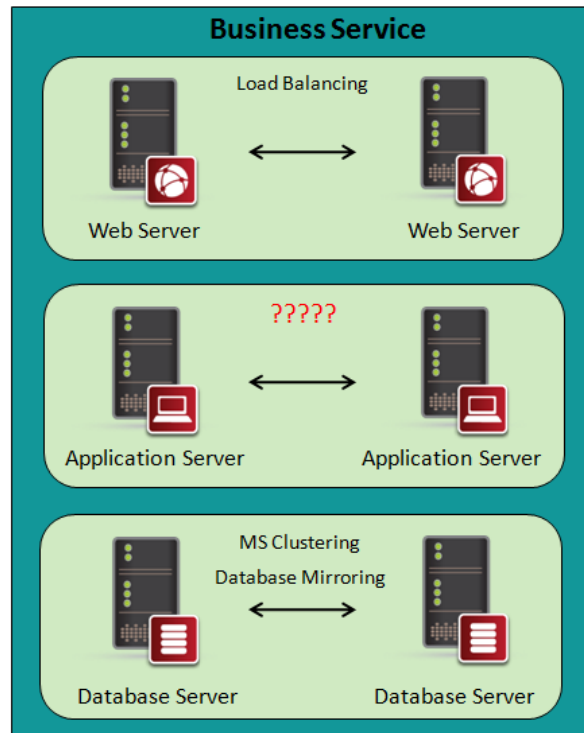 Business Service
Load Balancing
Web Server
Web Server
?????
Application Server
Application Server
MS Clustering
Database Mirroring
Database Server
Database Server